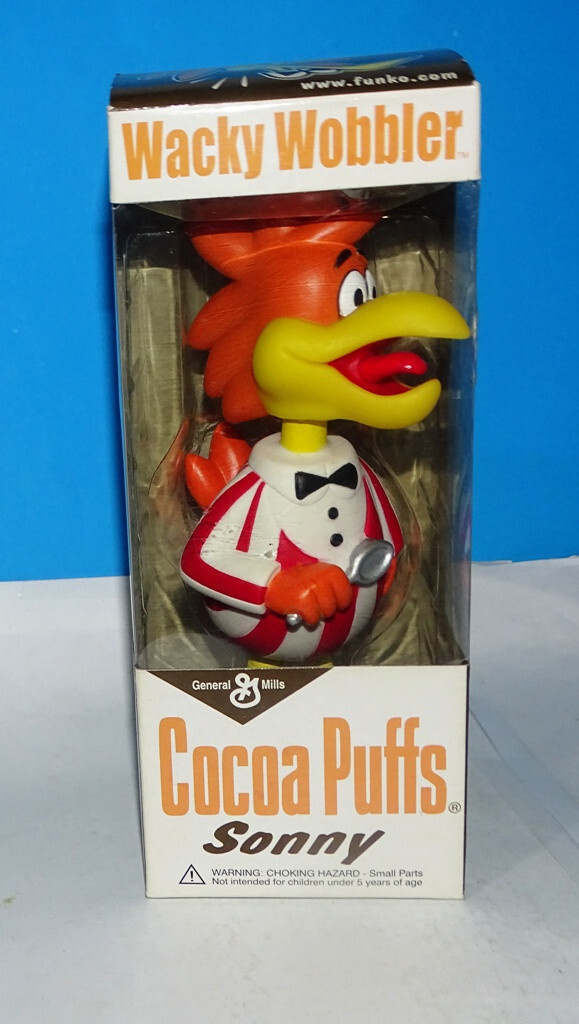 www.funko.com
Wacky Wobbler™
General Mills
Cocoa Puffs®
Sonny
WARNING: CHOKING HAZARD - Small Parts
Not intended for children under 5 years of age